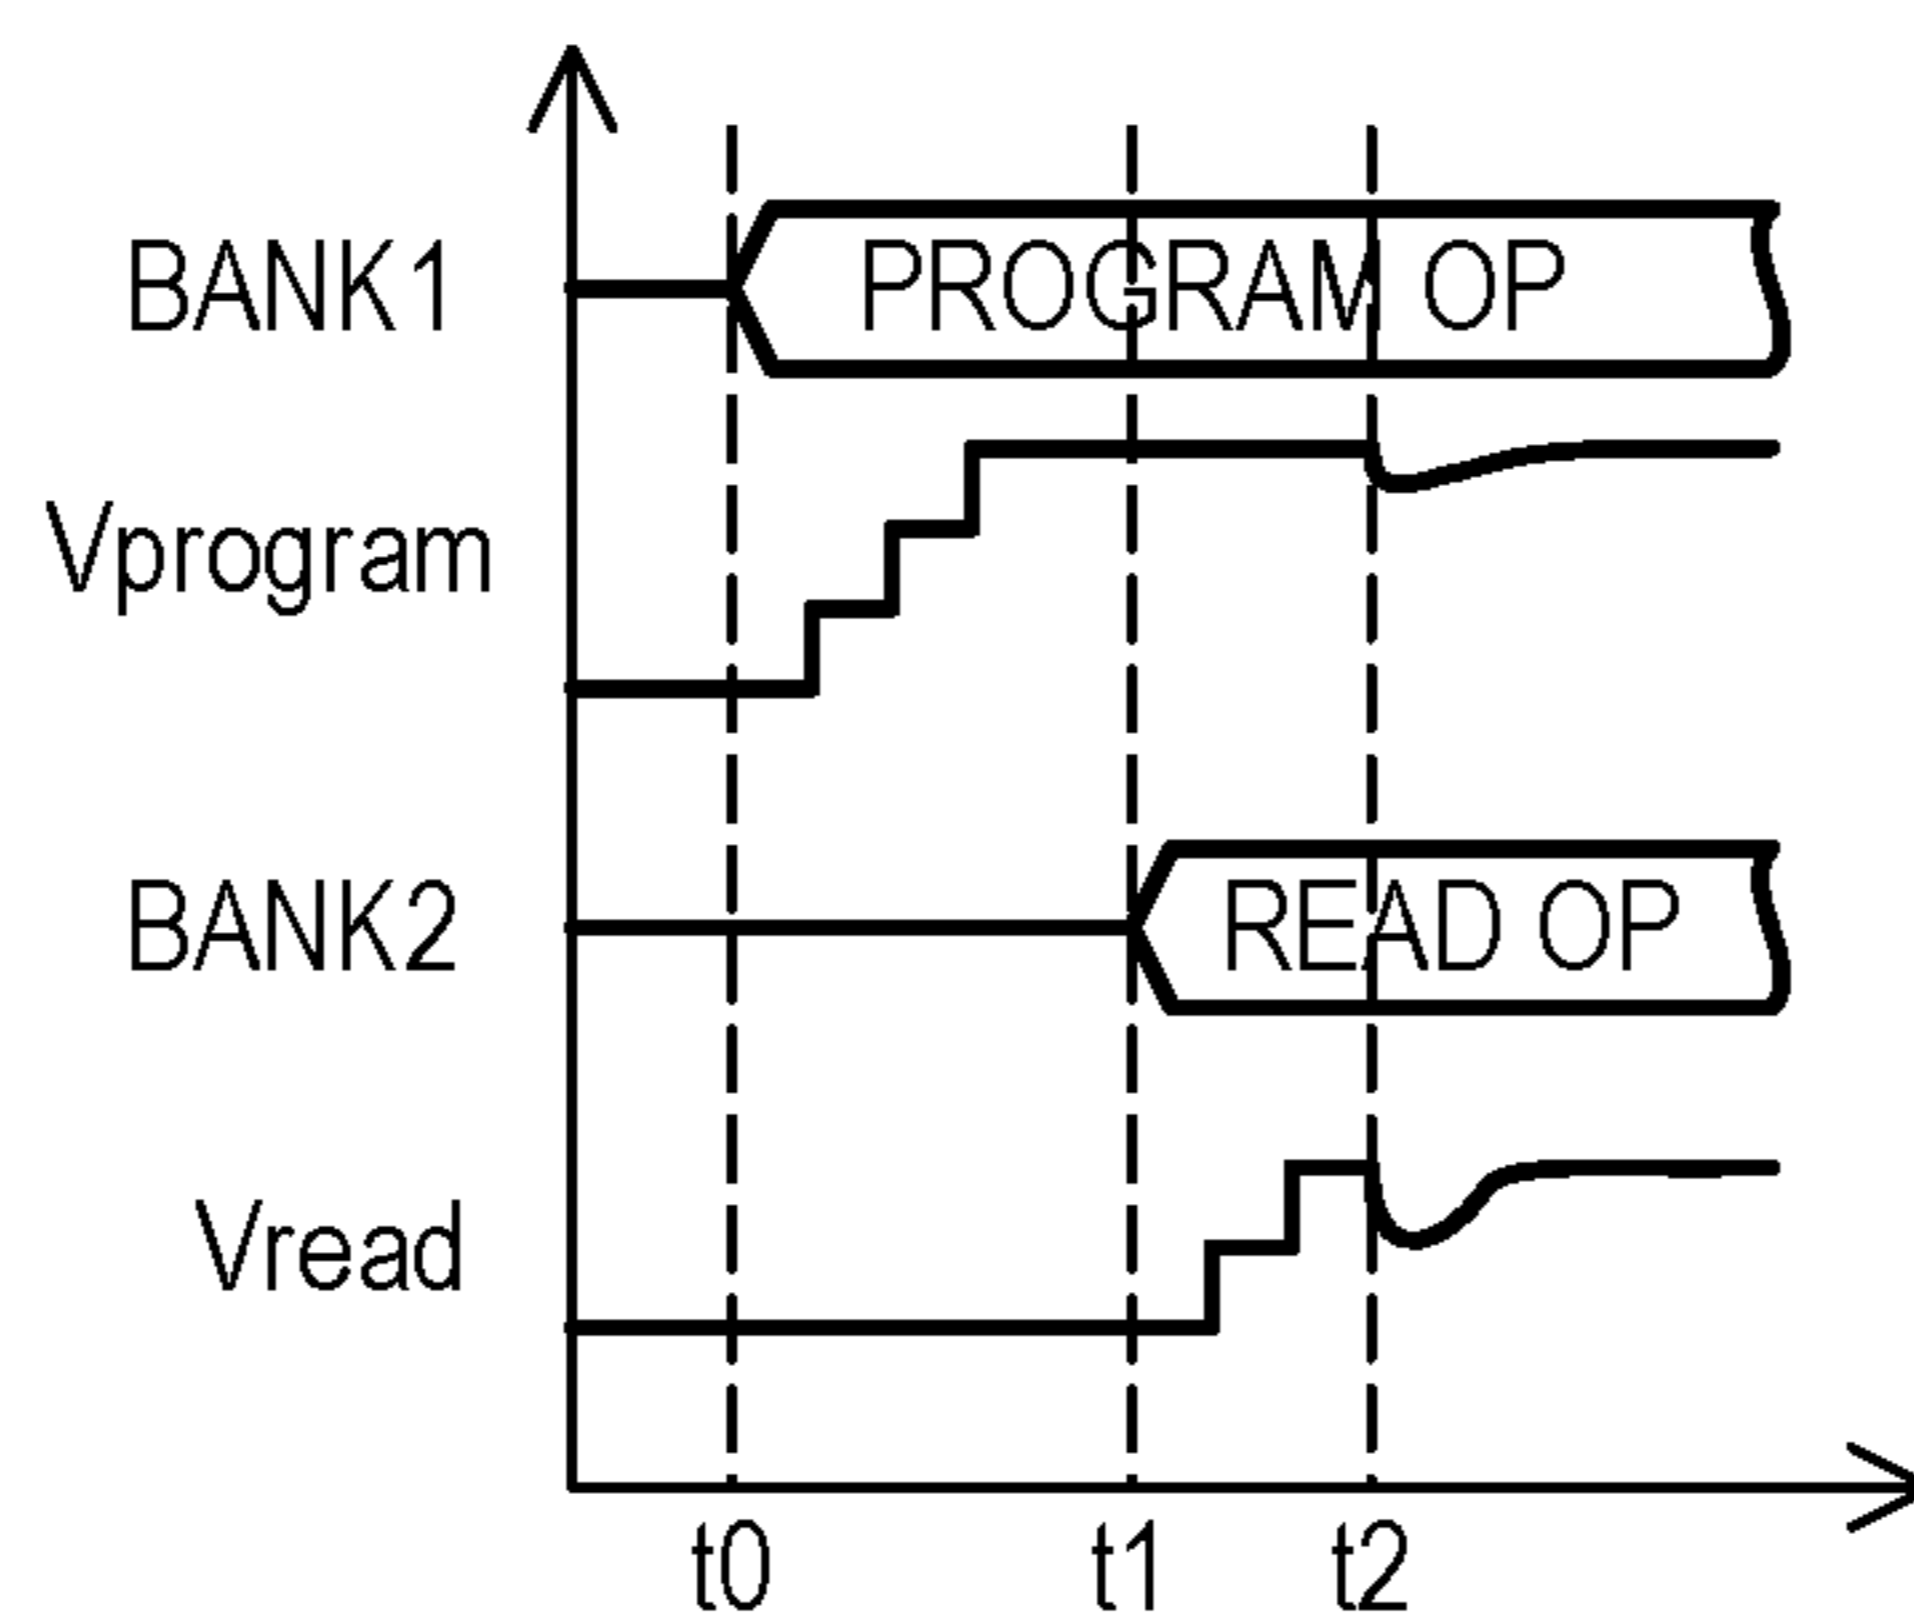 BANK1
PROGRAM OP
Vprogram
BANK2
READ OP
Vread
t0 t1 t2